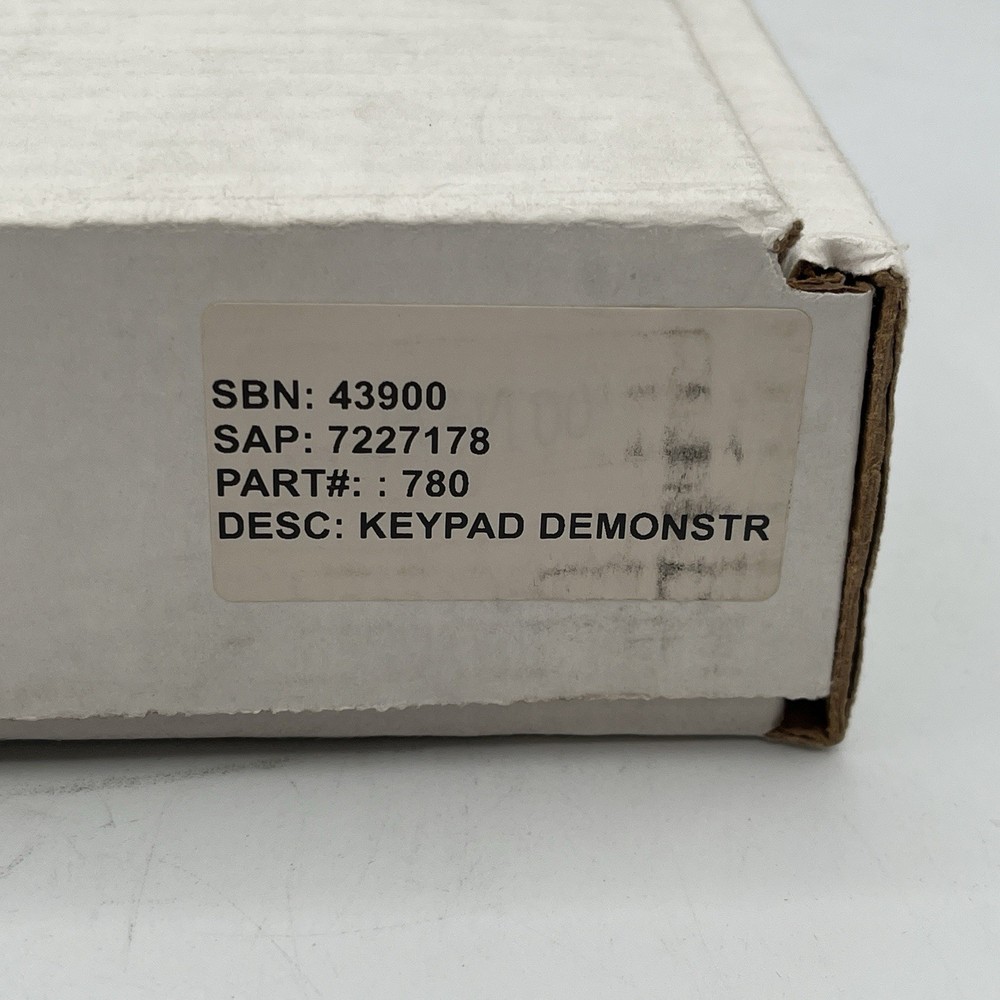 SBN: 43900
SAP: 7227178
PART#: : 780
DESC: KEYPAD DEMONSTR